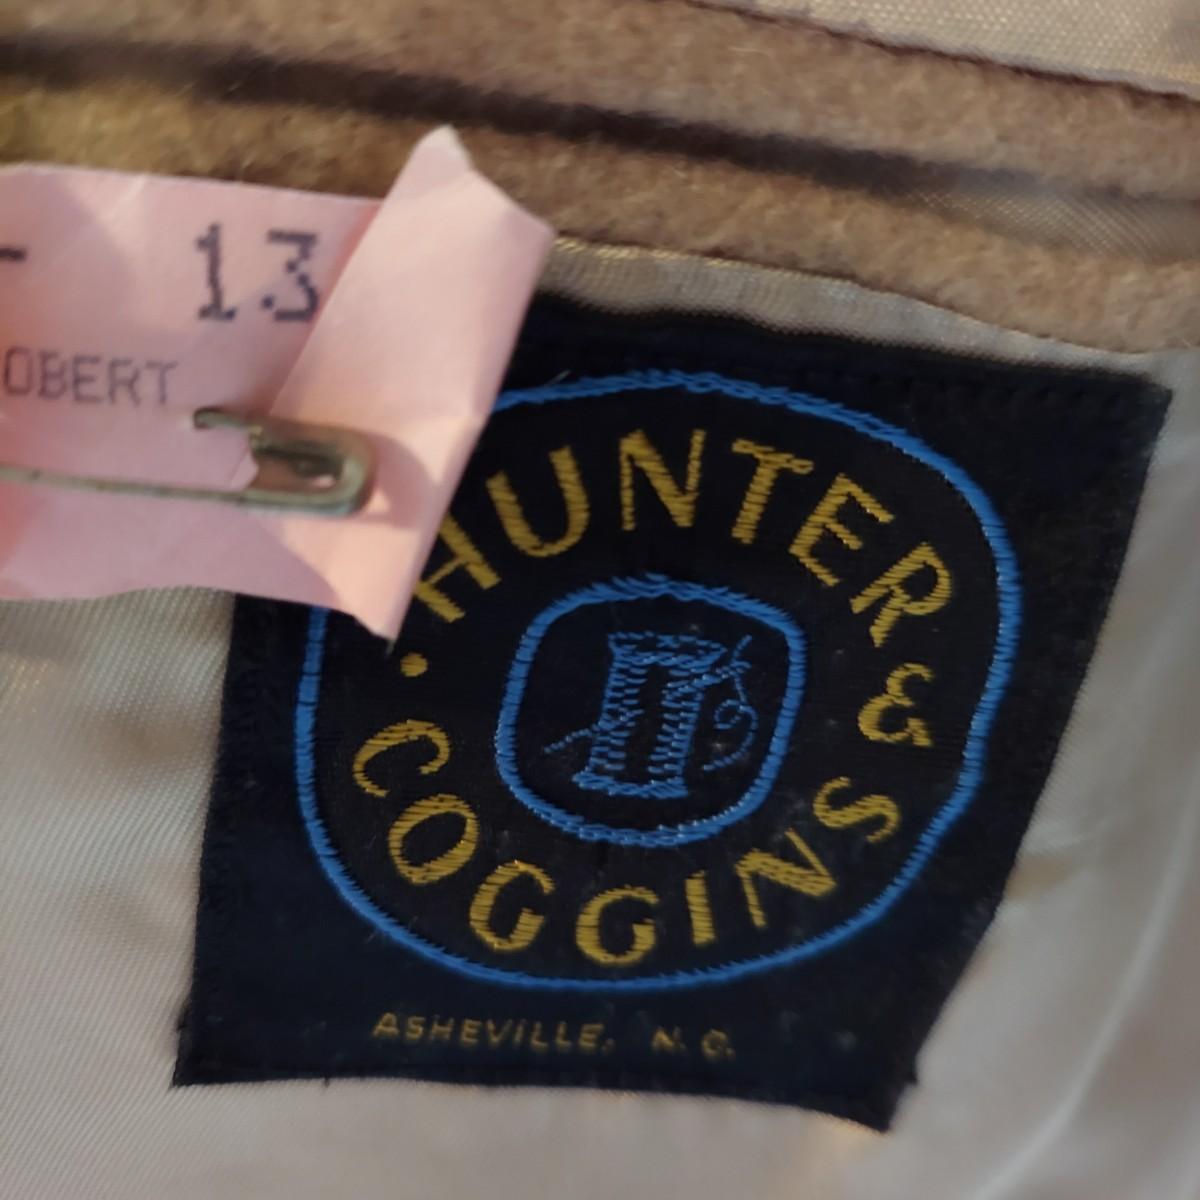 - 13
OBERT
HUNTER &
COGGINS
ASHEVILLE, N.C.